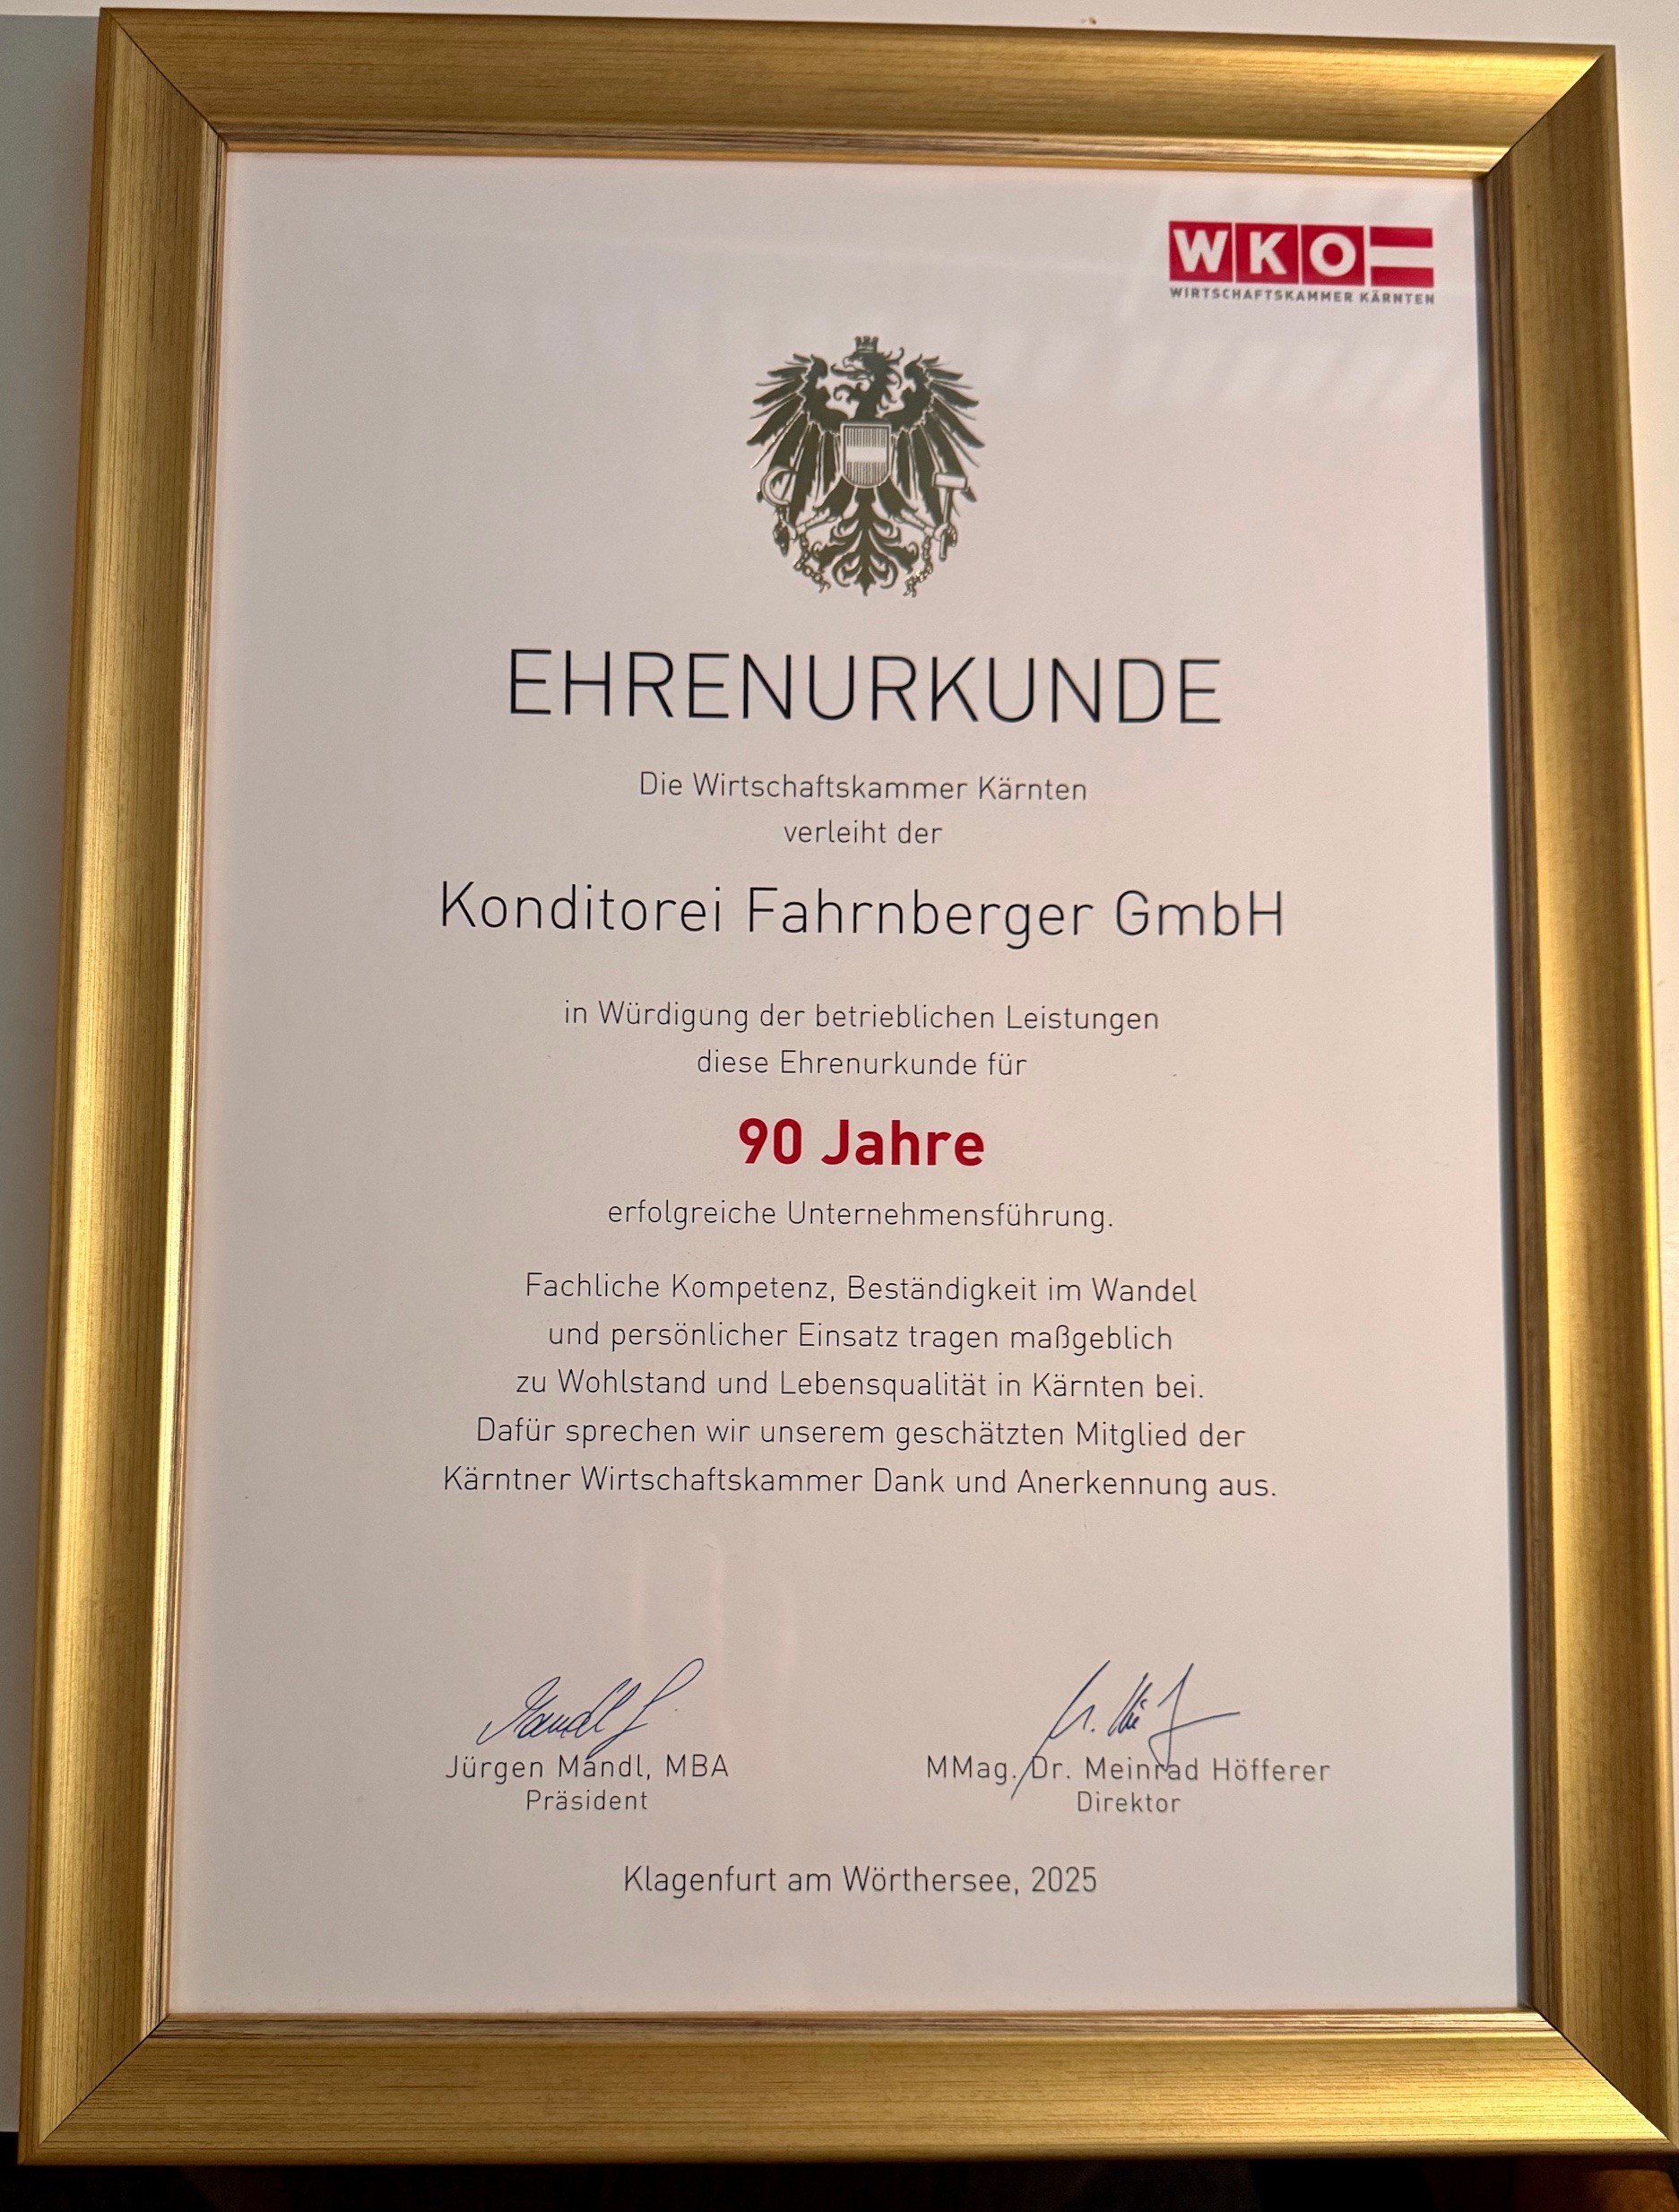 WKO
WIRTSCHAFTSKAMMER KÄRNTEN
EHRENURKUNDE
Die Wirtschaftskammer Kärnten
verleiht der
Konditorei Fahrnberger GmbH
in Würdigung der betrieblichen Leistungen
diese Ehrenurkunde für
90 Jahre
erfolgreiche Unternehmensführung.
Fachliche Kompetenz, Beständigkeit im Wandel
und persönlicher Einsatz tragen maßgeblich
zu Wohlstand und Lebensqualität in Kärnten bei.
Dafür sprechen wir unserem geschätzten Mitglied der
Kärntner Wirtschaftskammer Dank und Anerkennung aus.
Jürgen Mandl, MBA
Präsident
MMag. Dr. Meinrad Höfferer
Direktor
Klagenfurt am Wörthersee, 2025